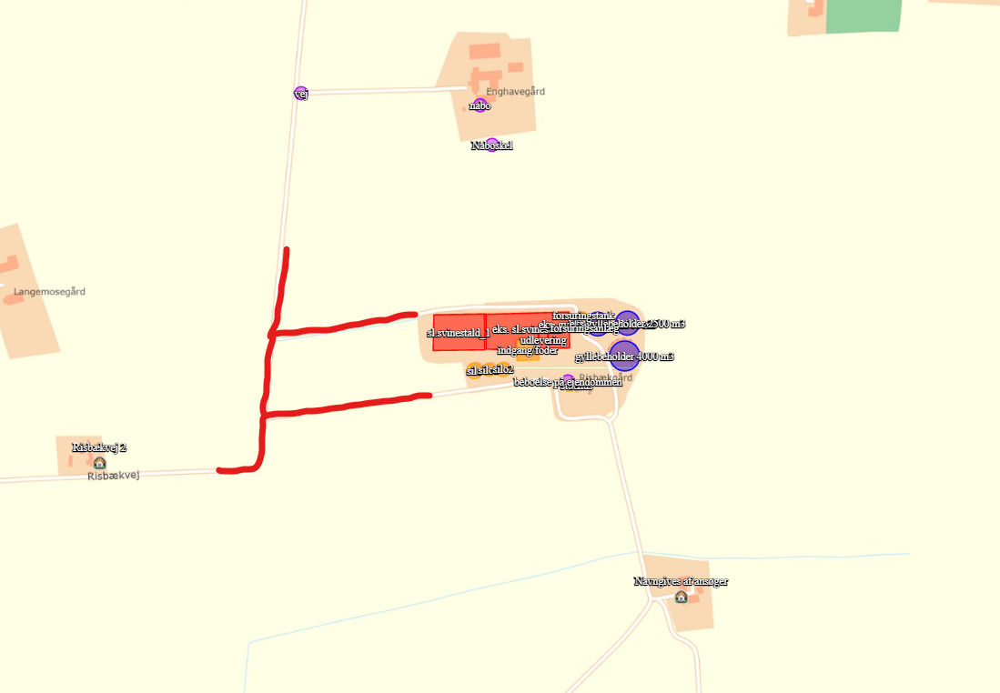 vej
Enghavegård
nabo
Naboskel
Langemosegård
forsuringstank
gyllebeholder 2500 m3
sl.svinestald_1
eks. sl.svines
forsuringsanlæg
udlevering
indgang/foder
gyllebeholder 4000 m3
silo2
Risbækgård
beboelse på ejendommen
Risbækvej 2
Risbækvej
Navngives af ansøger